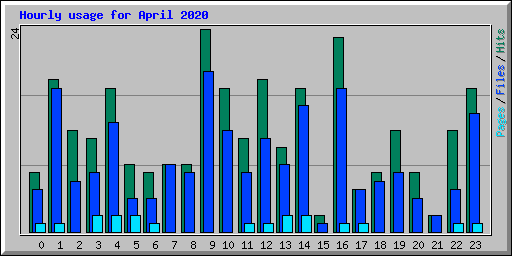 Hourly usage for April 2020
24
Pages/Files/Hits
0 1 2 3 4 5 6 7 8 9 10 11 12 13 14 15 16 17 18 19 20 21 22 23